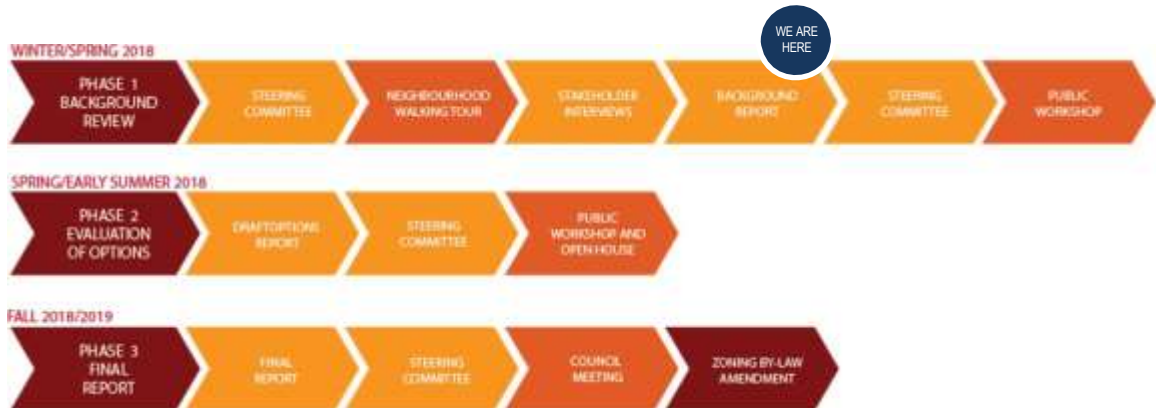 WE ARE
HERE
WINTER/SPRING 2018
PHASE 1
BACKGROUND
REVIEW
STEERING
COMMITTEE
NEIGHBOURHOOD
WALKING TOUR
STAKEHOLDER
INTERVIEWS
BACKGROUND
REPORT
STEERING
COMMITTEE
PUBLIC
WORKSHOP
SPRING/EARLY SUMMER 2018
PHASE 2
EVALUATION
OF OPTIONS
DRAFT OPTIONS
REPORT
STEERING
COMMITTEE
PUBLIC
WORKSHOP AND
OPEN HOUSE
FALL 2018/2019
PHASE 3
FINAL
REPORT
FINAL
REPORT
STEERING
COMMITTEE
COUNCIL
MEETING
ZONING BY-LAW
AMENDMENT